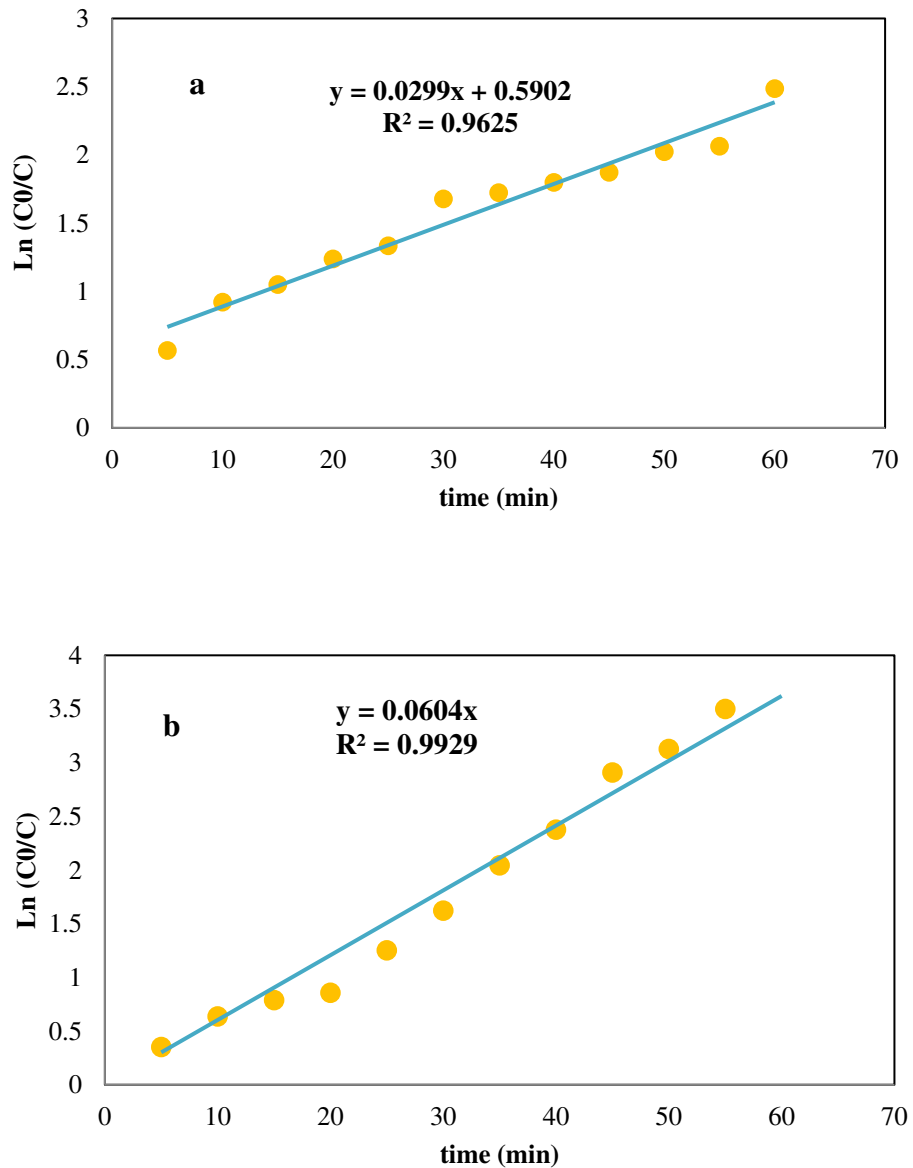 a
y = 0.0299x + 0.5902
R² = 0.9625
Ln (C0/C)
3
2.5
2
1.5
1
0.5
0
0 10 20 30 40 50 60 70
time (min)
b
y = 0.0604x
R² = 0.9929
Ln (C0/C)
4
3.5
3
2.5
2
1.5
1
0.5
0
0 10 20 30 40 50 60 70
time (min)